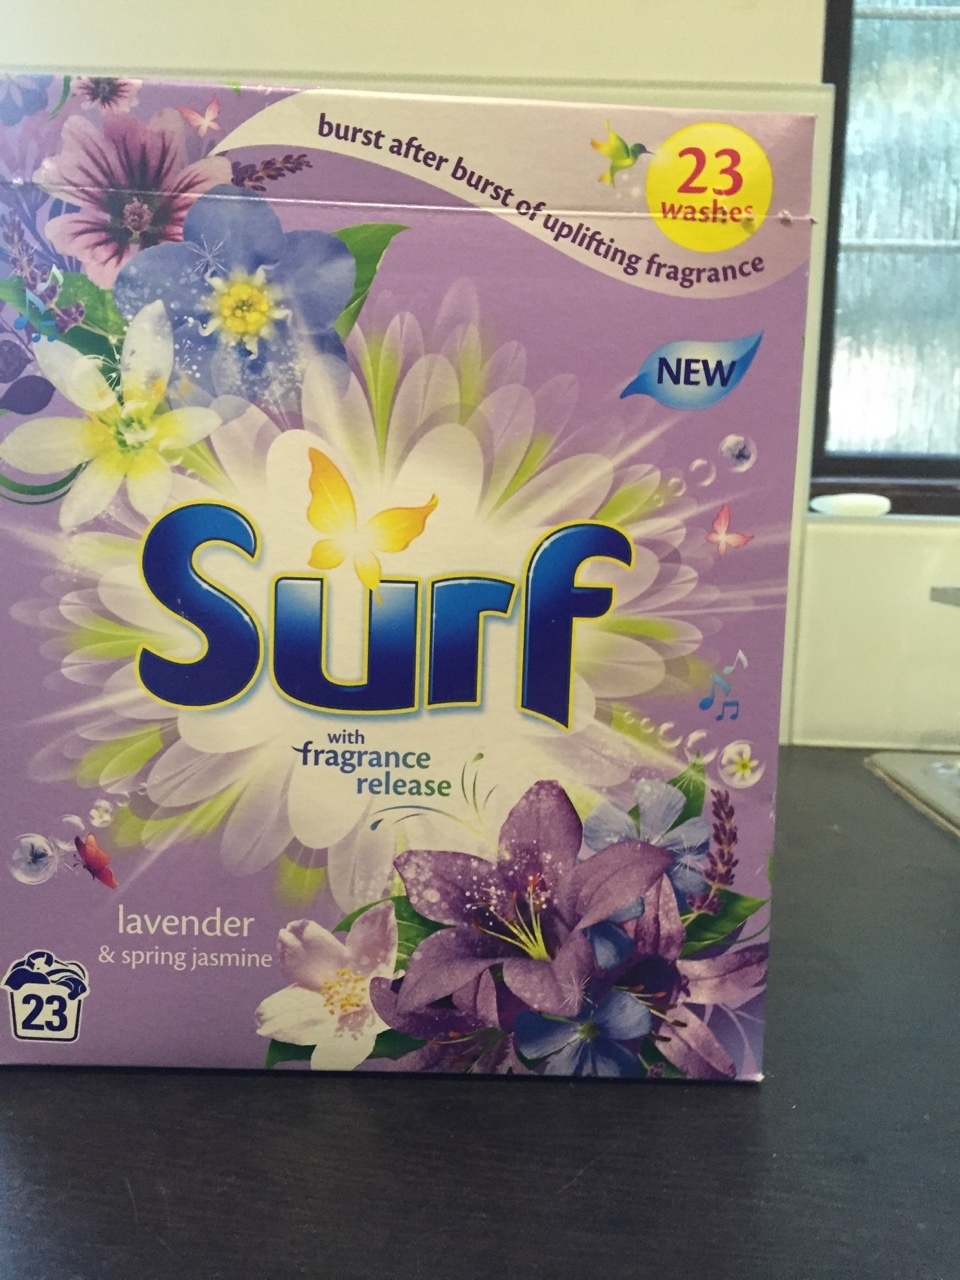 burst after burst of uplifting fragrance
23
washes
NEW
Surf
with
fragrance
release
lavender
& spring jasmine
23